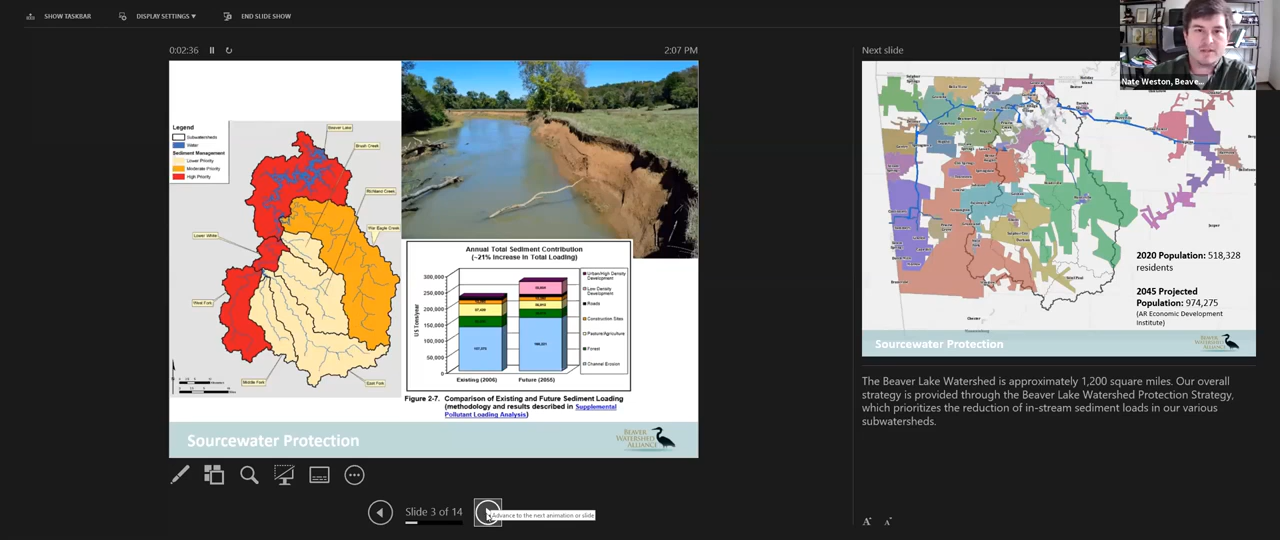 SHOW TASKBAR
DISPLAY SETTINGS ▼
END SLIDE SHOW
0:02:36
2:07 PM
Legend
Subwatersheds
Water
Sediment Management
Lower Priority
Moderate Priority
High Priority
Beaver Lake
Brush Creek
Richland Creek
War Eagle Creek
Lower White
West Fork
Middle Fork
East Fork
Annual Total Sediment Contribution
(~21% Increase in Total Loading)
US Tons/year
300,000
250,000
200,000
150,000
100,000
50,000
0
Existing (2006)
Future (2055)
Urban/High Density
Development
Low Density
Development
Roads
Construction Sites
Pasture/Agriculture
Forest
Channel Erosion
Figure 2-7. Comparison of Existing and Future Sediment Loading
(methodology and results described in Supplemental
Pollutant Loading Analysis)
Sourcewater Protection
BEAVER
WATERSHED
ALLIANCE
Slide 3 of 14
Advance to the next animation or slide
Next slide
Nate Weston, Beave...
2020 Population: 518,328
residents
2045 Projected
Population: 974,275
(AR Economic Development
Institute)
Sourcewater Protection
BEAVER
WATERSHED
ALLIANCE
The Beaver Lake Watershed is approximately 1,200 square miles. Our overall
strategy is provided through the Beaver Lake Watershed Protection Strategy,
which prioritizes the reduction of in-stream sediment loads in our various
subwatersheds.
A
A